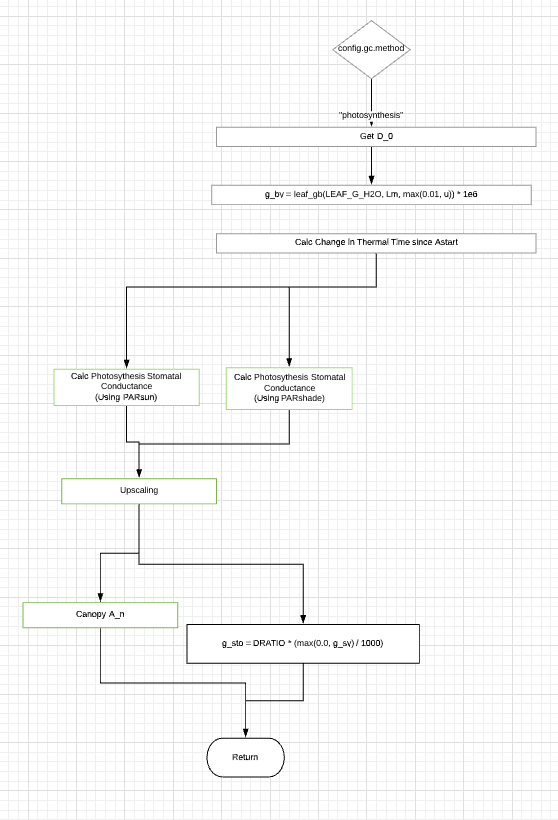 config.gc.method
"photosynthesis"
Get D_0
g_bv = leaf_gb(LEAF_G_H2O, Lm, max(0.01, u)) * 1e6
Calc Change in Thermal Time since Astart
Calc Photosythesis Stomatal
Conductance
(Using PARsun)
Calc Photosythesis Stomatal
Conductance
(Using PARshade)
Upscaling
Canopy A_n
g_sto = DRATIO * (max(0.0, g_sv) / 1000)
Return